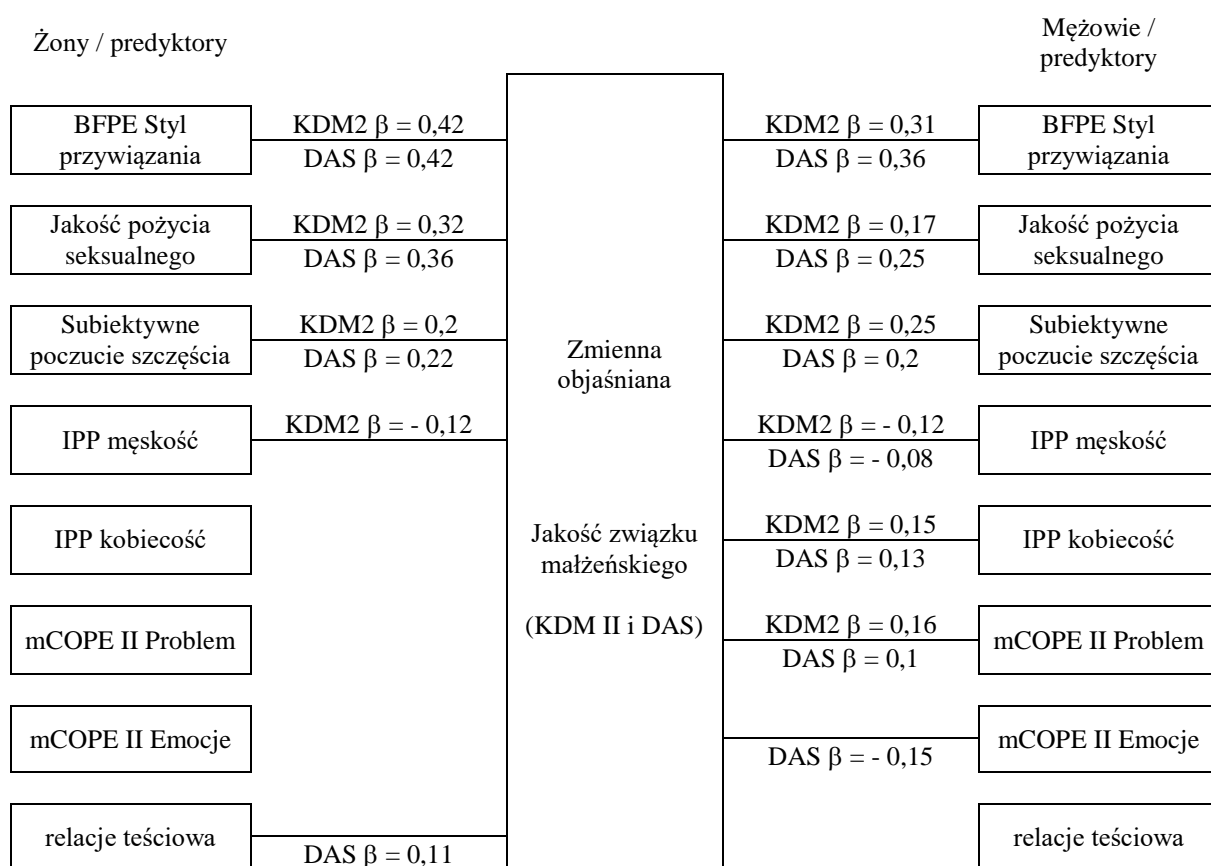 Żony / predyktory
Mężowie /
predyktory
BFPE Styl
przywiązania
KDM2 β = 0,42
DAS β = 0,42
KDM2 β = 0,31
DAS β = 0,36
BFPE Styl
przywiązania
Jakość pożycia
seksualnego
KDM2 β = 0,32
DAS β = 0,36
KDM2 β = 0,17
DAS β = 0,25
Jakość pożycia
seksualnego
Subiektywne
poczucie szczęścia
KDM2 β = 0,2
DAS β = 0,22
Zmienna
objaśniana
KDM2 β = 0,25
DAS β = 0,2
Subiektywne
poczucie szczęścia
IPP męskość
KDM2 β = - 0,12
KDM2 β = - 0,12
DAS β = - 0,08
IPP męskość
IPP kobiecość
Jakość związku
małżeńskiego
(KDM II i DAS)
KDM2 β = 0,15
DAS β = 0,13
IPP kobiecość
mCOPE II Problem
KDM2 β = 0,16
DAS β = 0,1
mCOPE II Problem
mCOPE II Emocje
DAS β = - 0,15
mCOPE II Emocje
relacje teściowa
DAS β = 0,11
relacje teściowa